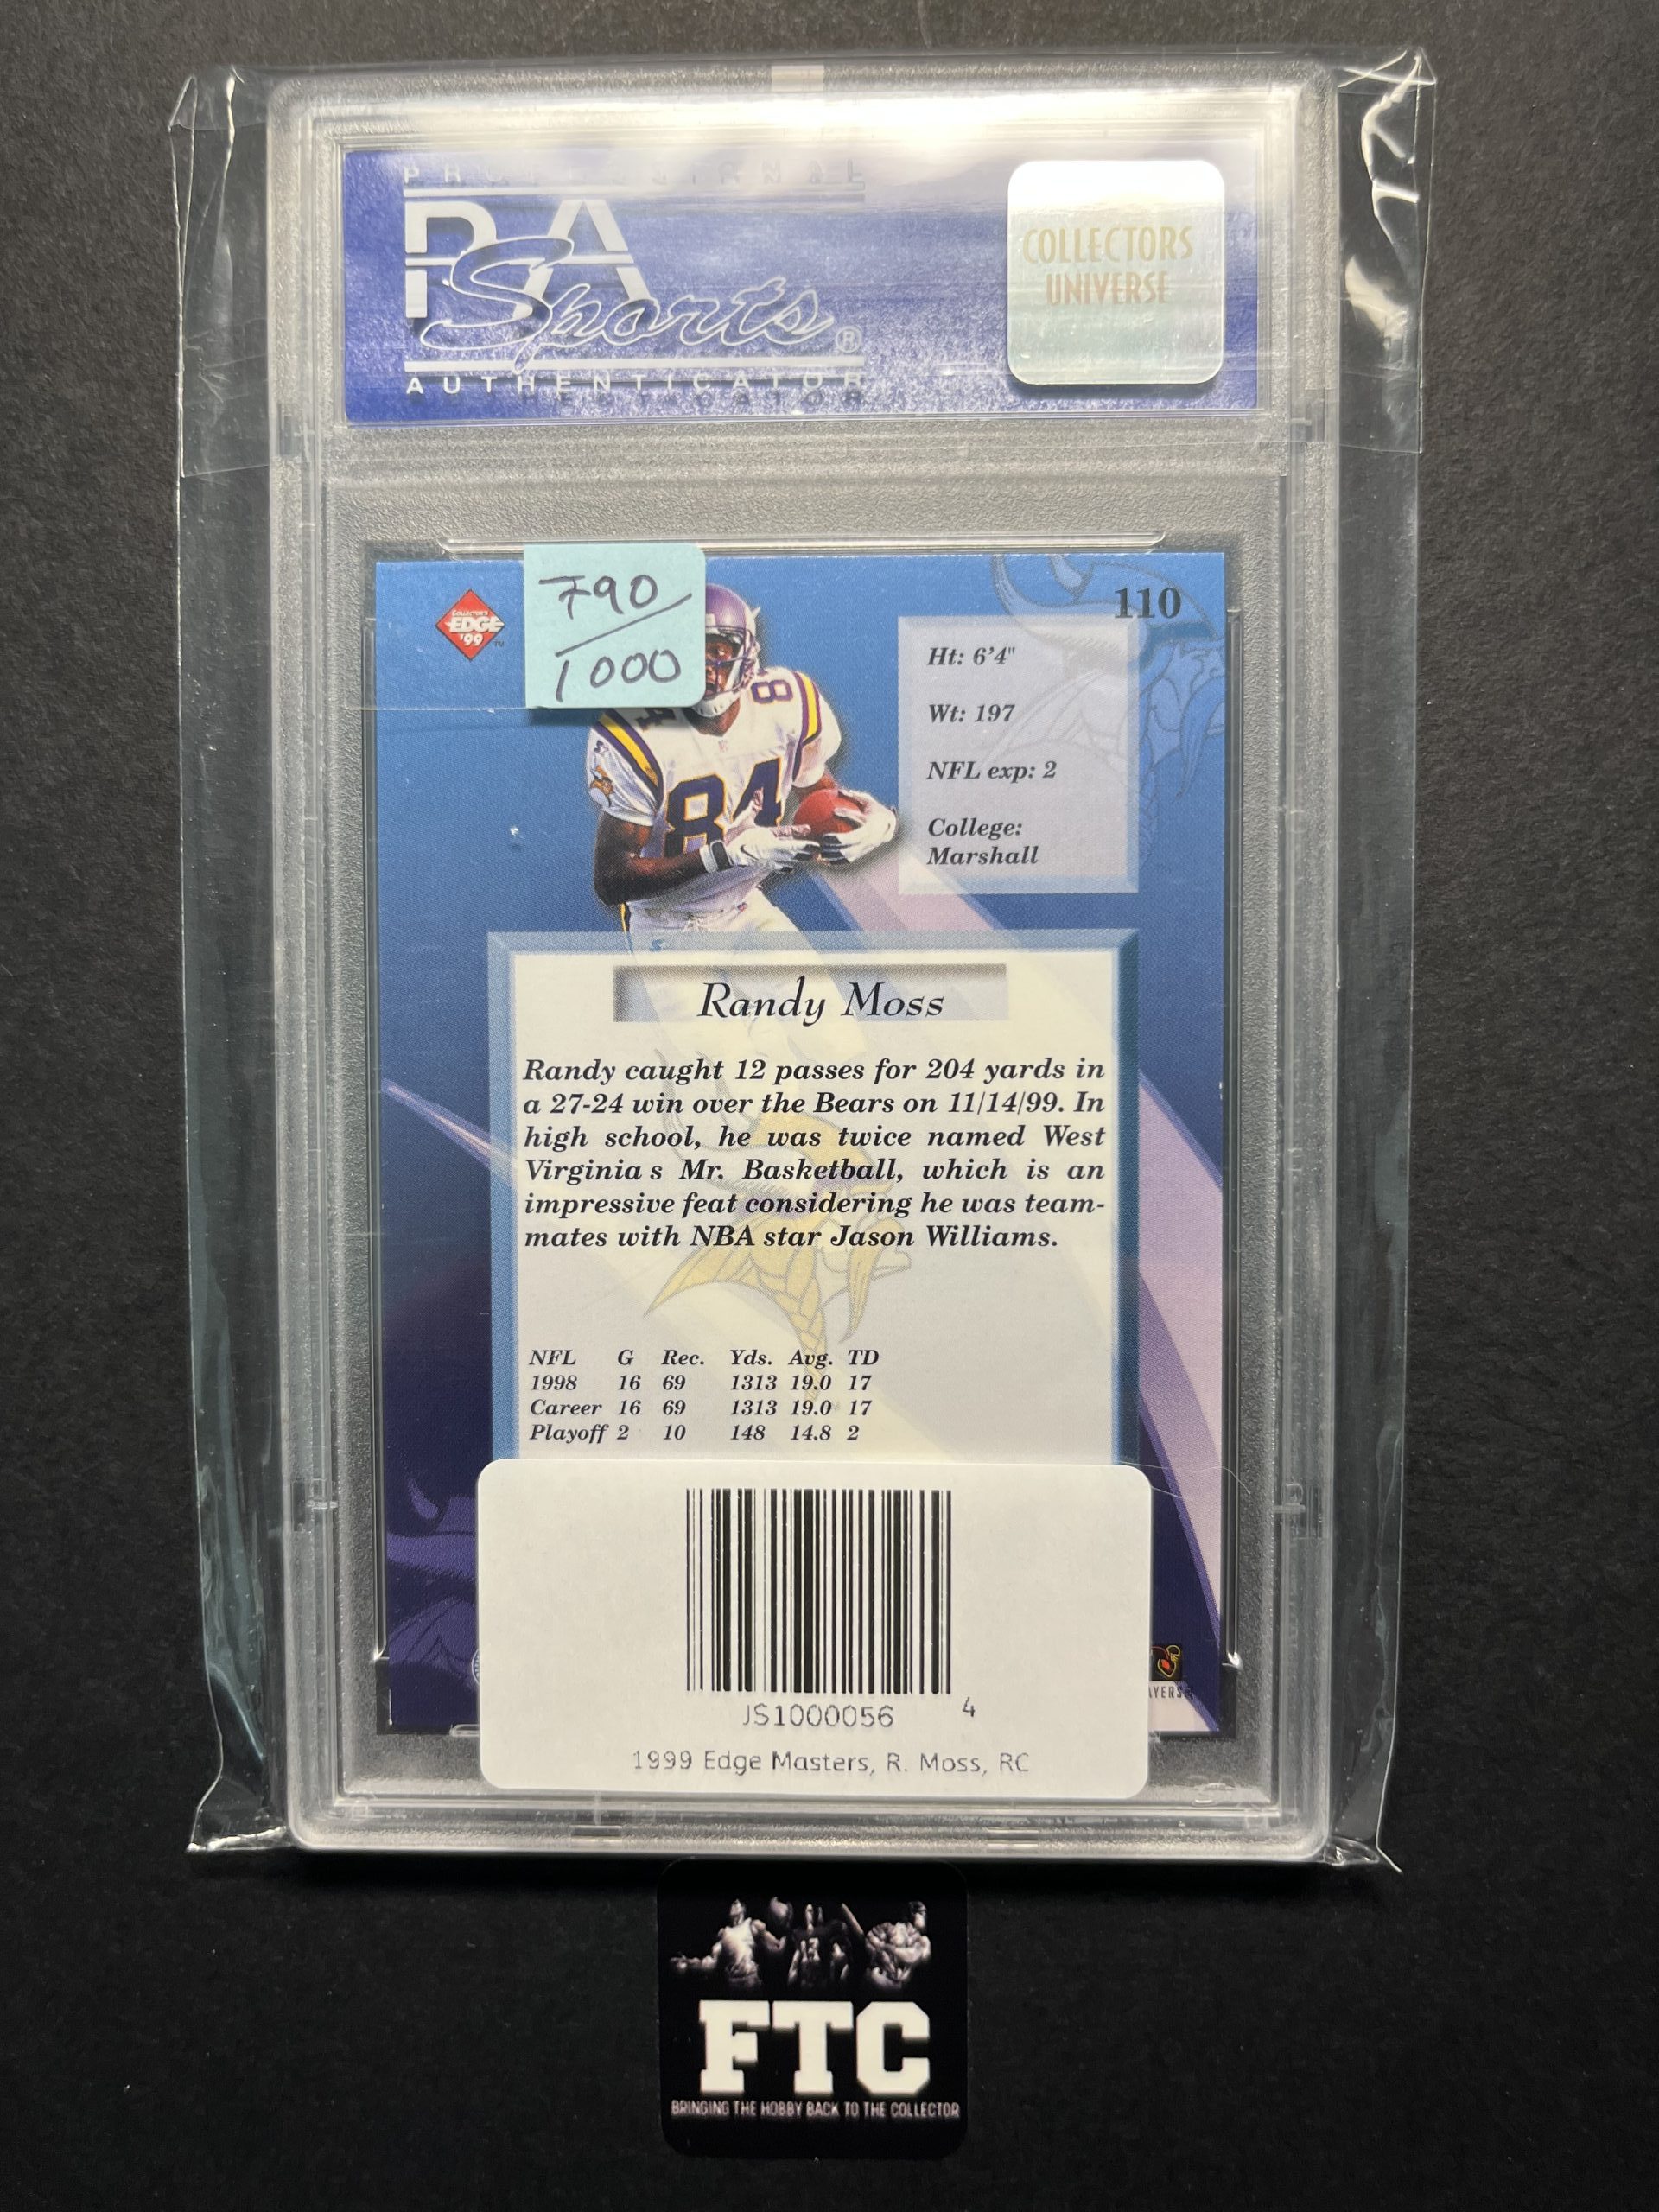 PROFESSIONAL
PSA
Sports®
AUTHENTICATOR
COLLECTORS
UNIVERSE
790/
1000
COLLECTOR'S
EDGE
'99
TM
110
84
Ht: 6'4"
Wt: 197
NFL exp: 2
College:
Marshall
Randy Moss
Randy caught 12 passes for 204 yards in
a 27-24 win over the Bears on 11/14/99. In
high school, he was twice named West
Virginia s Mr. Basketball, which is an
impressive feat considering he was team-
mates with NBA star Jason Williams.
NFL G Rec. Yds. Avg. TD
1998 16 69 1313 19.0 17
Career 16 69 1313 19.0 17
Playoff 2 10 148 14.8 2
JS1000056 4
1999 Edge Masters, R. Moss, RC
FTC
BRINGING THE HOBBY BACK TO THE COLLECTOR